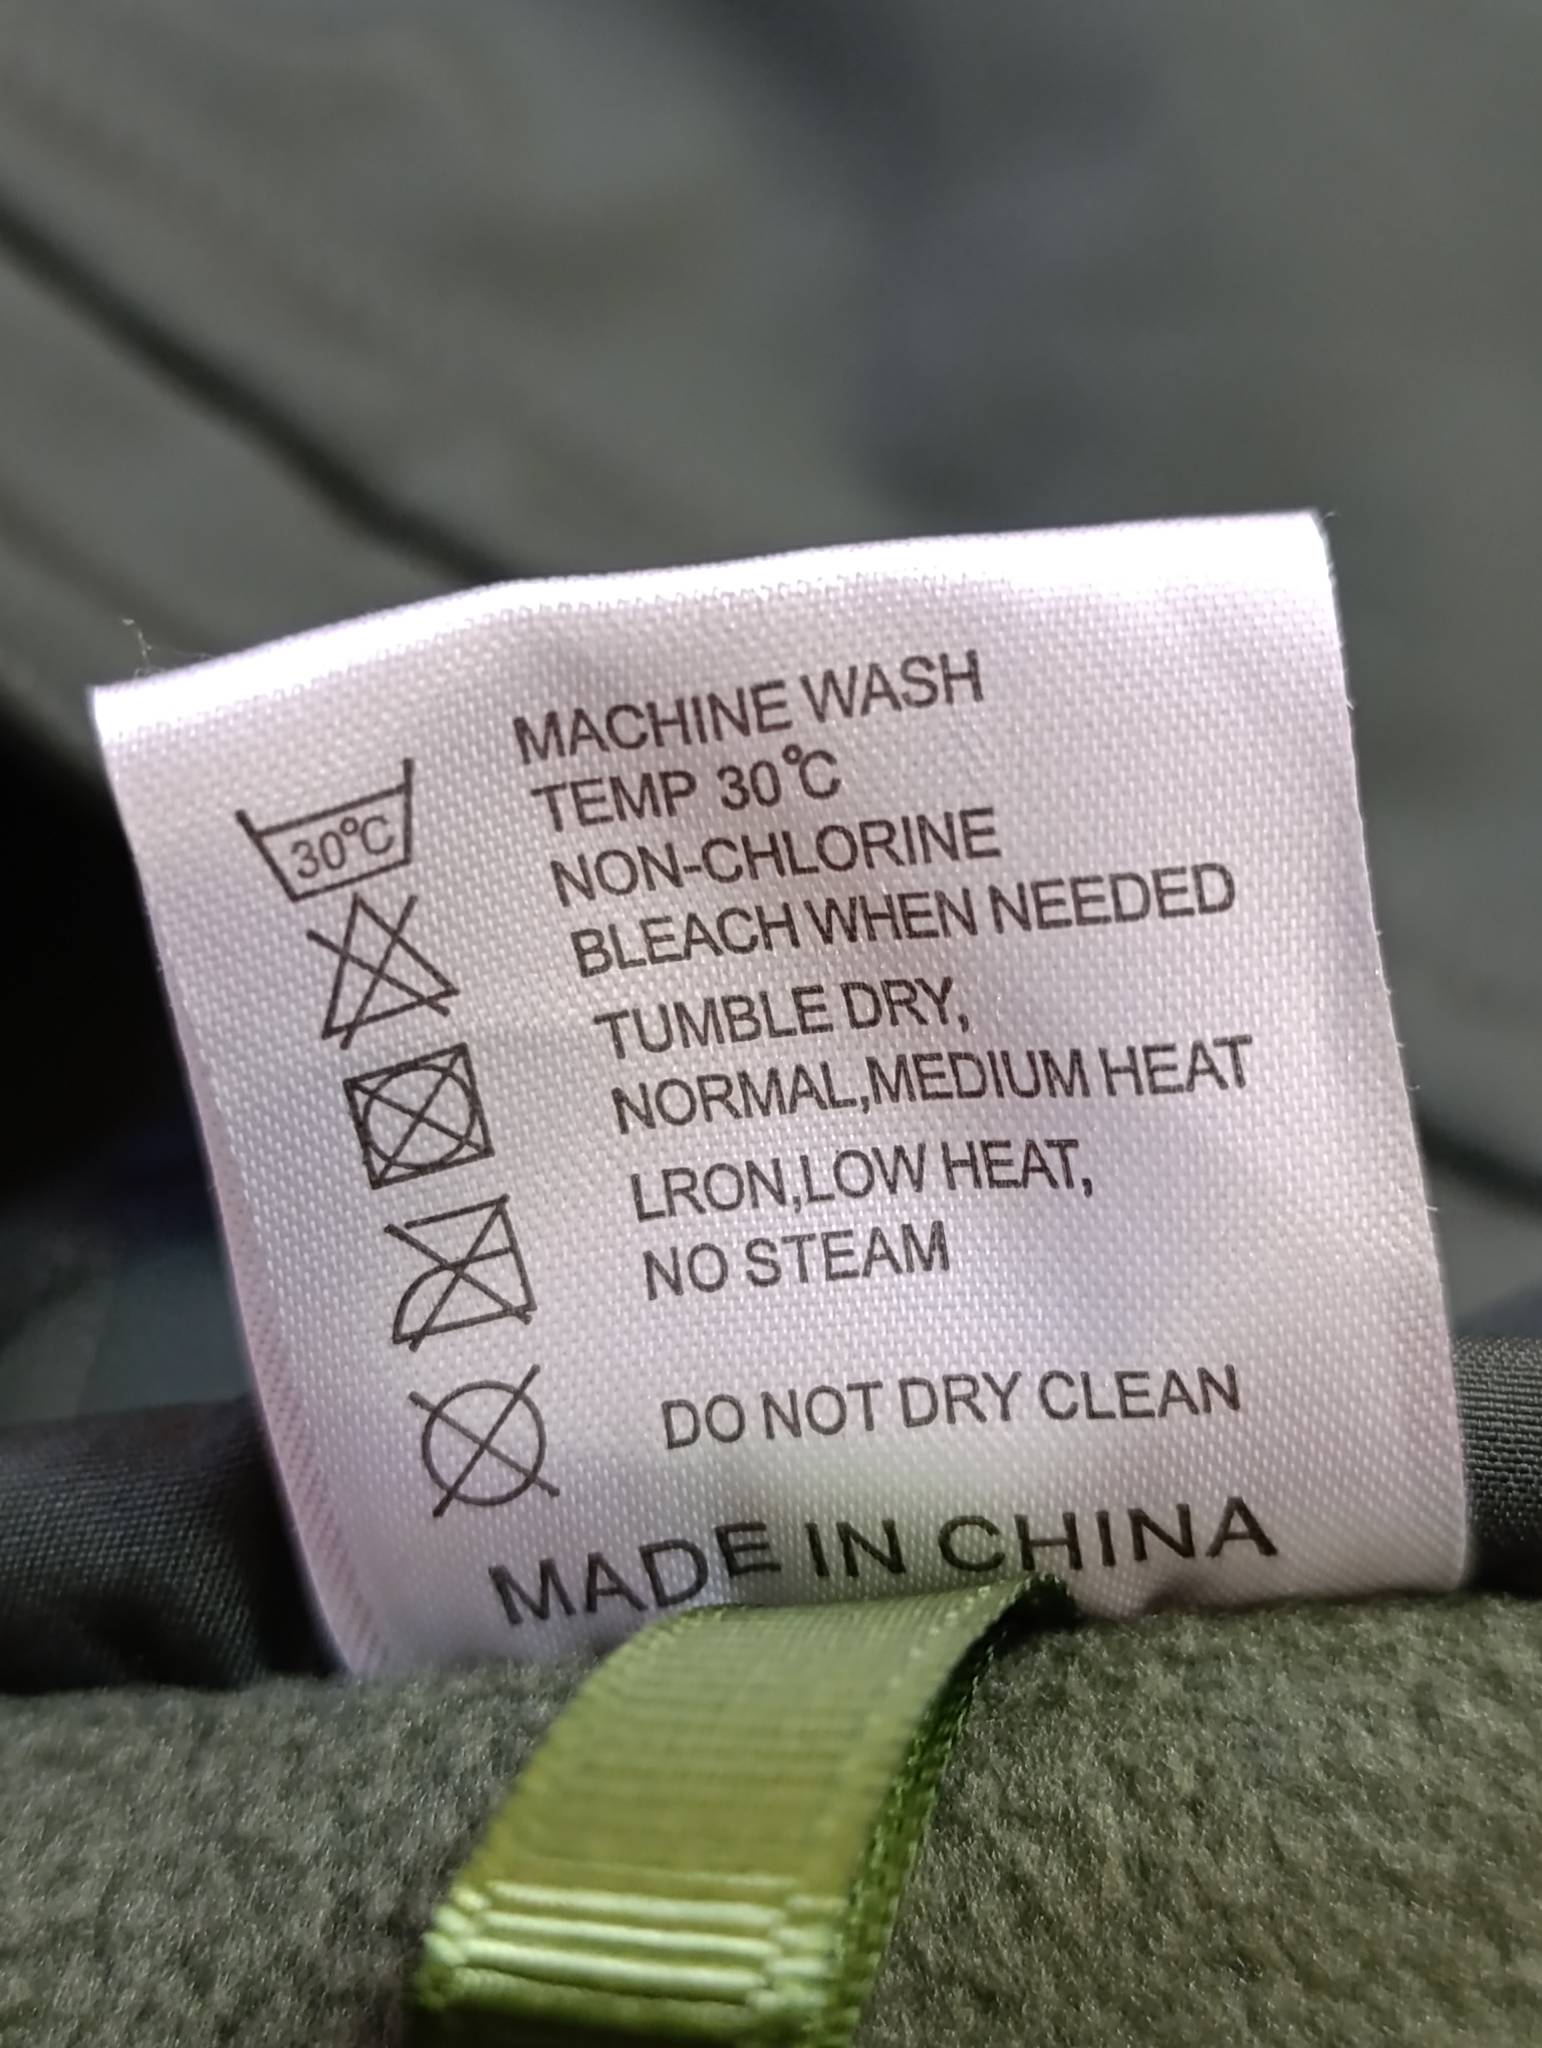 30°C
MACHINE WASH
TEMP 30°C
NON-CHLORINE
BLEACH WHEN NEEDED
TUMBLE DRY,
NORMAL,MEDIUM HEAT
LRON,LOW HEAT,
NO STEAM
DO NOT DRY CLEAN
MADE IN CHINA